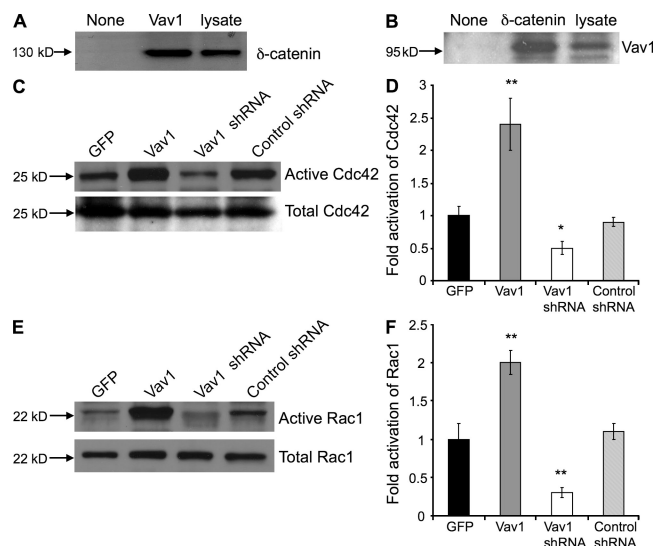 A
None Vav1 lysate
130 kD
δ-catenin
B
None δ-catenin lysate
95kD
Vav1
C
GFP
Vav1
Vav1 shRNA
Control shRNA
25 kD
Active Cdc42
25 kD
Total Cdc42
D
Fold activation of Cdc42
3
2.5
2
1.5
1
0.5
0
**
*
GFP
Vav1
Vav1
shRNA
Control
shRNA
E
GFP
Vav1
Vav1 shRNA
Control shRNA
22 kD
Active Rac1
22 kD
Total Rac1
F
Fold activation of Rac1
2.5
2
1.5
1
0.5
0
**
**
GFP
Vav1
Vav1
shRNA
Control
shRNA